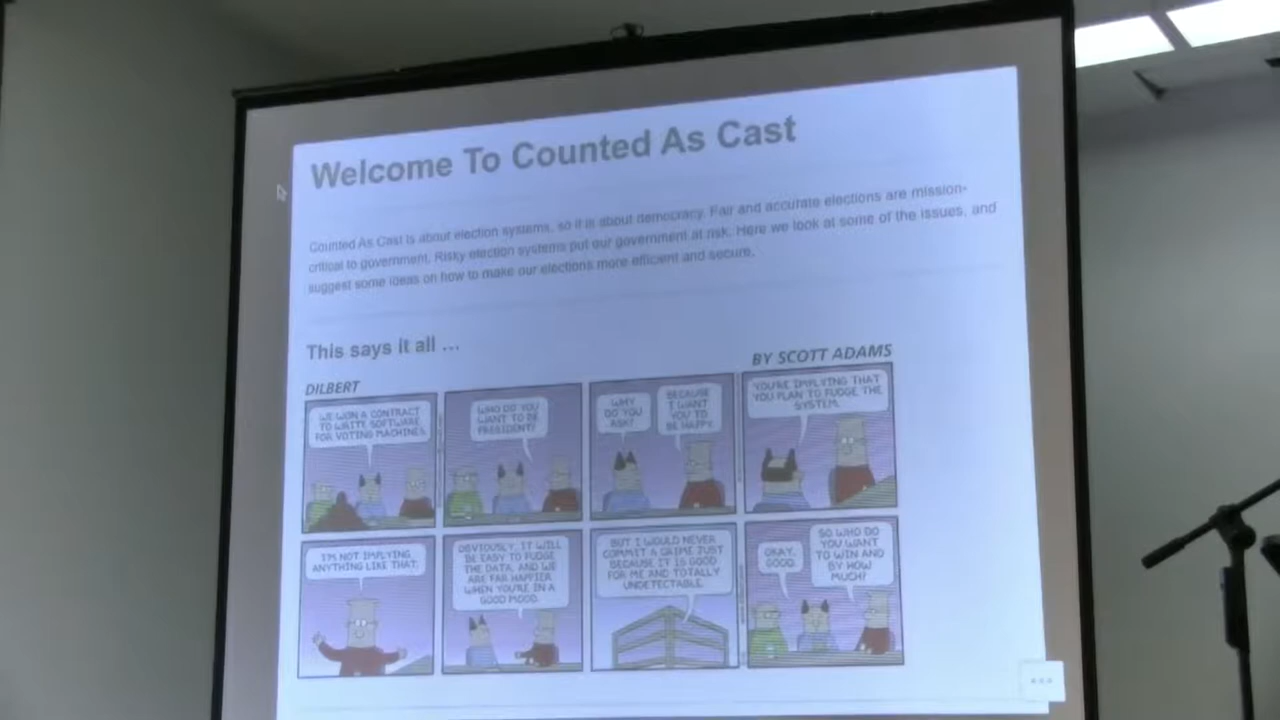 Welcome To Counted As Cast
Counted As Cast is about election systems, so it is about democracy. Fair and accurate elections are mission-
critical to government. Risky election systems put our government at risk. Here we look at some of the issues, and
suggest some ideas on how to make our elections more efficient and secure.
This says it all ...
DILBERT
BY SCOTT ADAMS
WE WON A CONTRACT
TO WRITE SOFTWARE
FOR VOTING MACHINES.
WHO DO YOU
WANT TO BE
PRESIDENT?
WHY
DO YOU
ASK?
BECAUSE
I WANT
YOU TO
BE HAPPY.
YOU'RE IMPLYING THAT
YOU PLAN TO FUDGE THE
SYSTEM.
I'M NOT IMPLYING
ANYTHING LIKE THAT.
OBVIOUSLY, IT WILL
BE EASY TO FUDGE
THE DATA, AND WE
ARE FAR HAPPIER
WHEN YOU'RE IN A
GOOD MOOD.
BUT I WOULD NEVER
COMMIT A CRIME JUST
BECAUSE IT IS GOOD
FOR ME AND TOTALLY
UNDETECTABLE.
OKAY,
GOOD.
SO WHO DO
YOU WANT
TO WIN AND
BY HOW
MUCH?